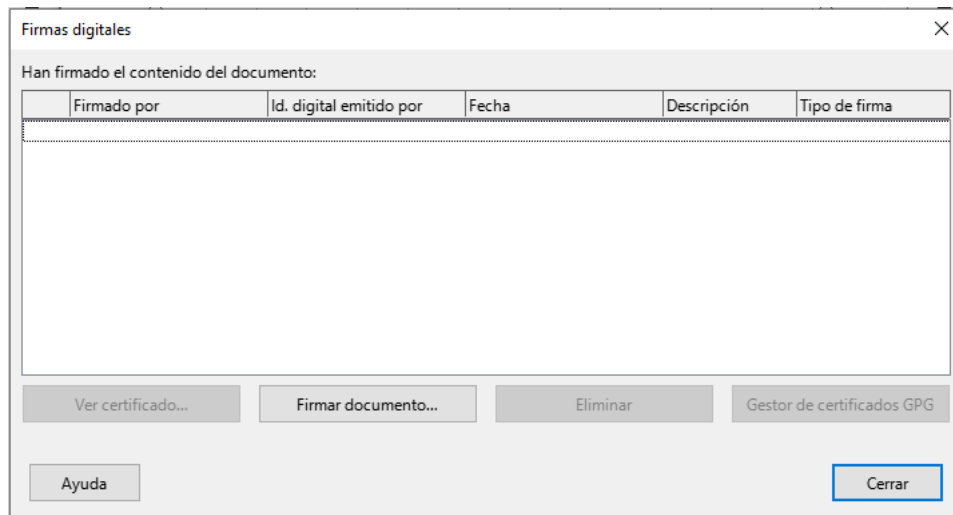 Firmas digitales
Han firmado el contenido del documento:
Firmado por Id. digital emitido por Fecha Descripción Tipo de firma
Ver certificado... Firmar documento... Eliminar Gestor de certificados GPG
Ayuda Cerrar